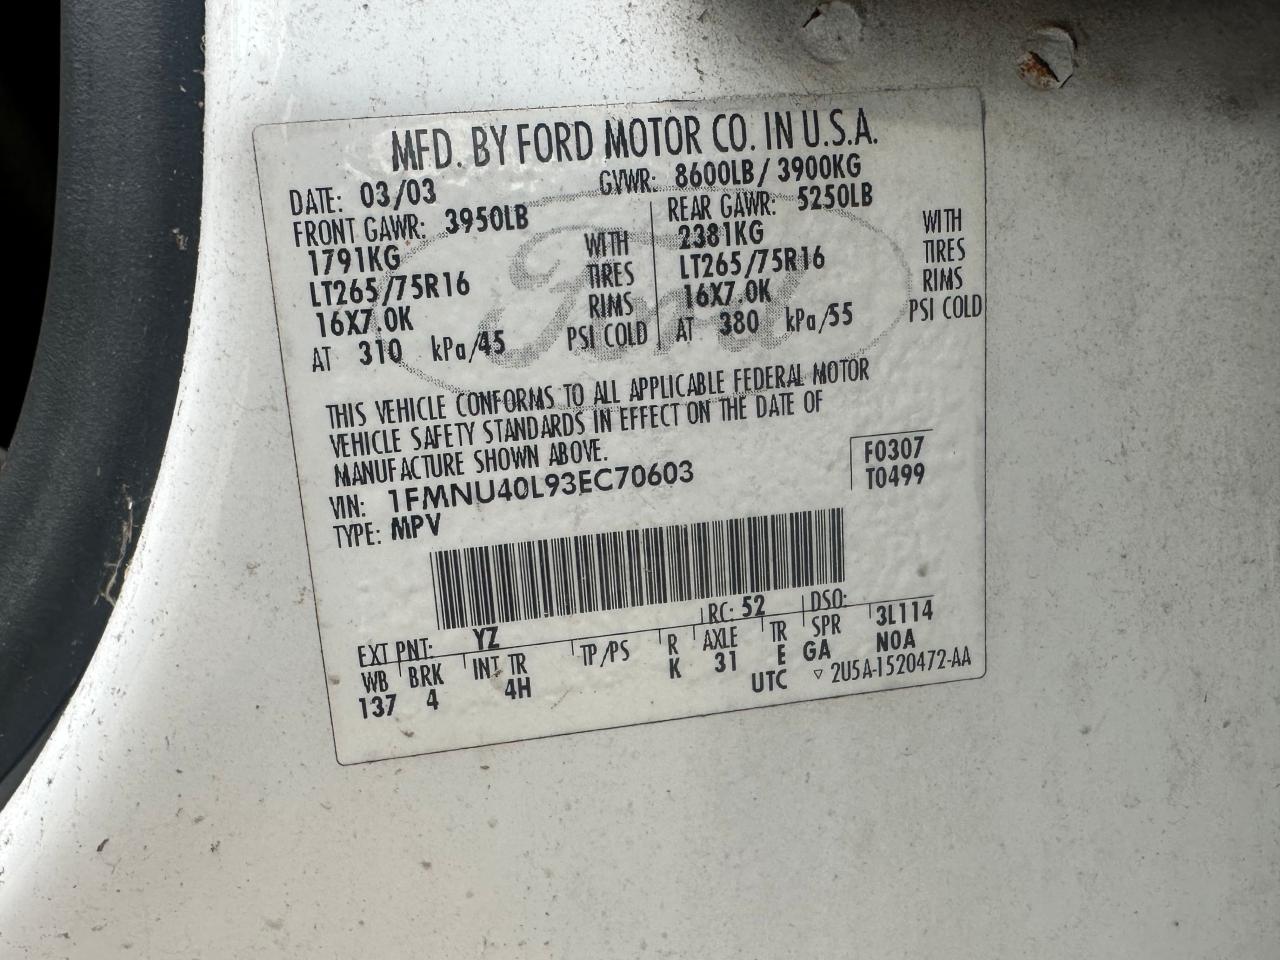 MFD. BY FORD MOTOR CO. IN U.S.A.
DATE: 03/03 GVWR: 8600LB/3900KG
FRONT GAWR: 3950LB REAR GAWR: 5250LB
1791KG WITH 2381KG WITH
LT265/75R16 TIRES LT265/75R16 TIRES
16X7.0K RIMS 16X7.0K RIMS
AT 310 kPa/45 PSI COLD AT 380 kPa/55 PSI COLD
THIS VEHICLE CONFORMS TO ALL APPLICABLE FEDERAL MOTOR
VEHICLE SAFETY STANDARDS IN EFFECT ON THE DATE OF
MANUFACTURE SHOWN ABOVE.
F0307
VIN: 1FMNU40L93EC70603
T0499
TYPE: MPV
EXT PNT: YZ RC: 52 DSO:
WB BRK INT TR TP/PS R AXLE TR SPR 3L114
137 4 4H K 31 E GA N0A
UTC ▽ 2U5A-1520472-AA
Ford